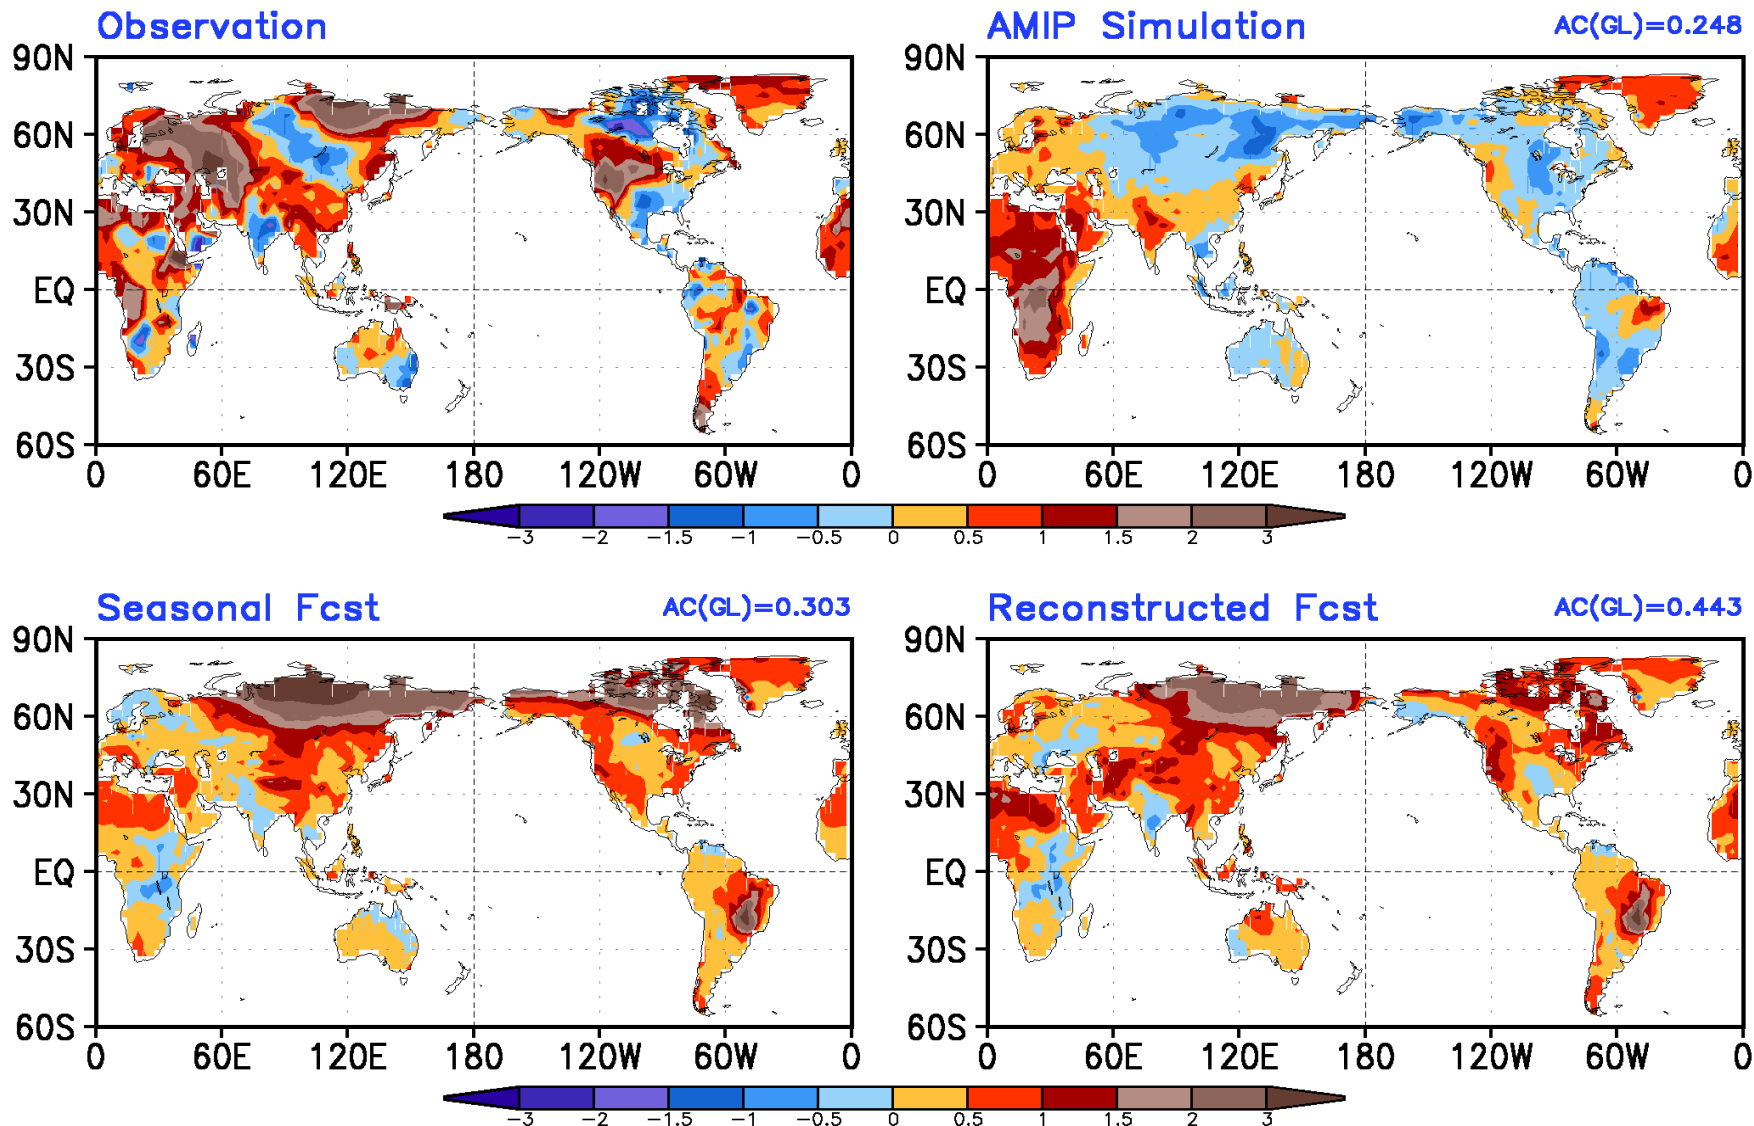 Observation
AMIP Simulation AC(GL)=0.248
90N 90N
60N 60N
30N 30N
EQ EQ
30S 30S
60S 60S
0 60E 120E 180 120W 60W 0 0 60E 120E 180 120W 60W 0
-3 -2 -1.5 -1 -0.5 0 0.5 1 1.5 2 3
Seasonal Fcst AC(GL)=0.303
Reconstructed Fcst AC(GL)=0.443
90N 90N
60N 60N
30N 30N
EQ EQ
30S 30S
60S 60S
0 60E 120E 180 120W 60W 0 0 60E 120E 180 120W 60W 0
-3 -2 -1.5 -1 -0.5 0 0.5 1 1.5 2 3